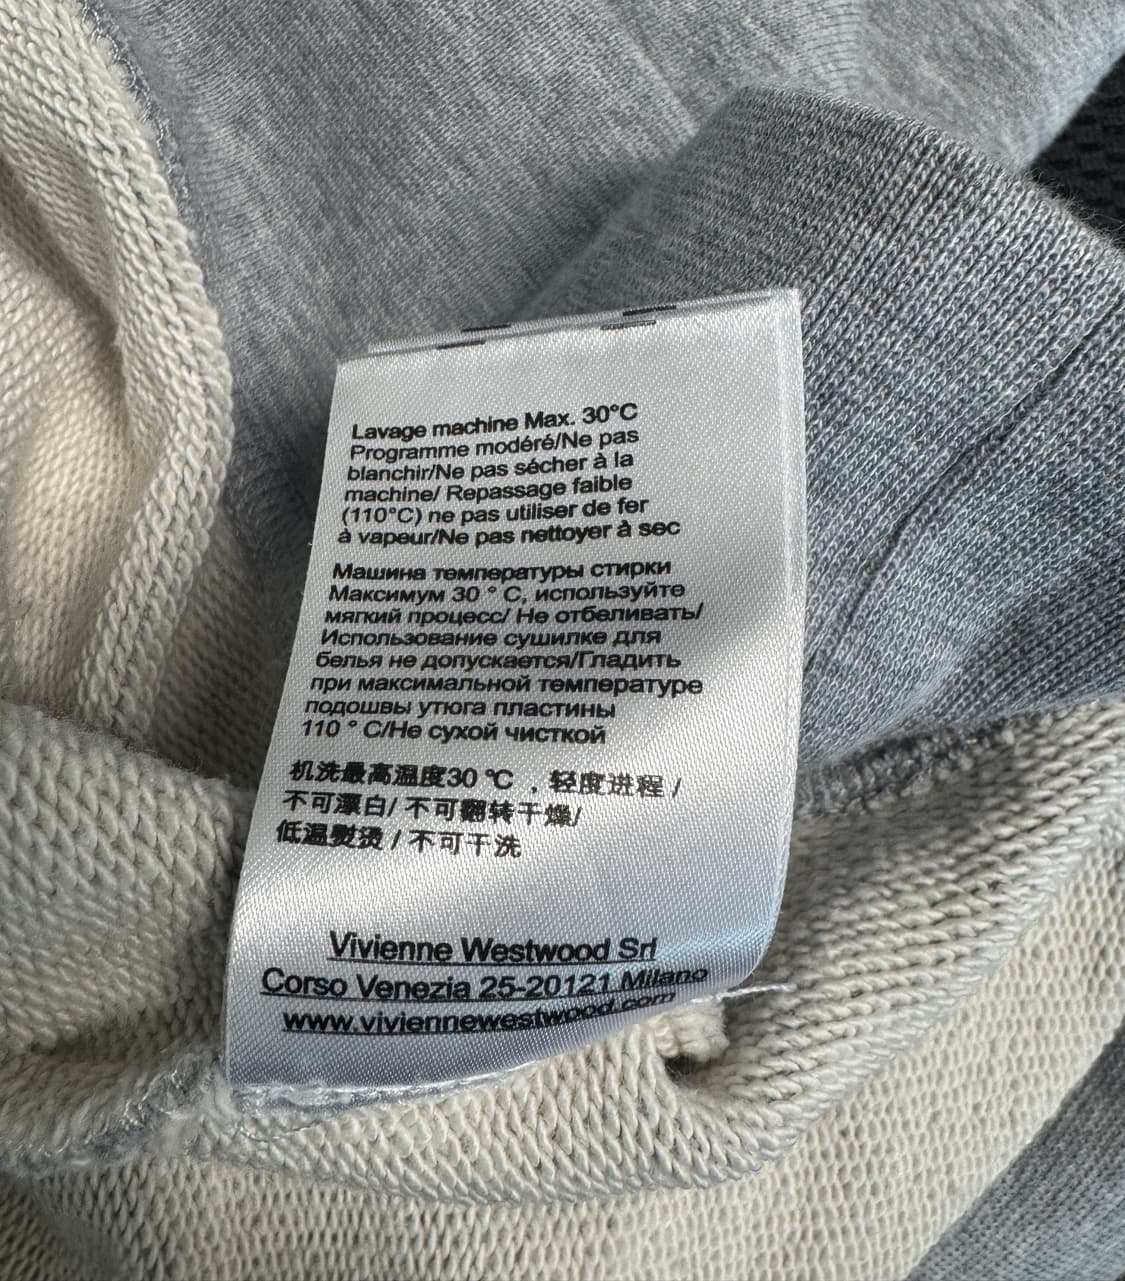 Lavage machine Max. 30°C
Programme modéré/Ne pas
blanchir/Ne pas sécher à la
machine/ Repassage faible
(110°C) ne pas utiliser de fer
à vapeur/Ne pas nettoyer à sec
Машина температуры стирки
Максимум 30 ° C, используйте
мягкий процесс/ Не отбеливать/
Использование сушилке для
белья не допускается/Гладить
при максимальной температуре
подошвы утюга пластины
110 ° C/Не сухой чисткой
机洗最高温度30 ℃ , 轻度进程 /
不可漂白/ 不可翻转干燥/
低温熨烫 / 不可干洗
Vivienne Westwood Srl
Corso Venezia 25-20121 Milano
www.viviennewestwood.com